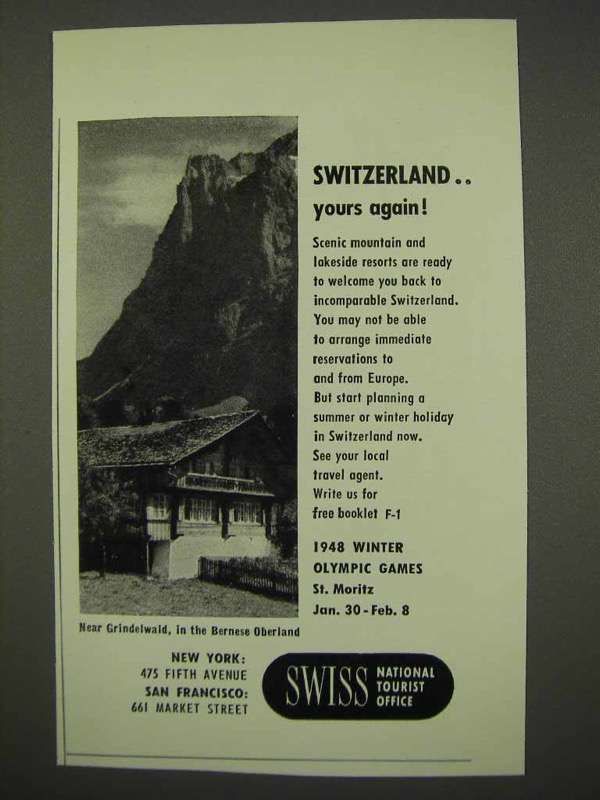 SWITZERLAND..
yours again!
Scenic mountain and
lakeside resorts are ready
to welcome you back to
incomparable Switzerland.
You may not be able
to arrange immediate
reservations to
and from Europe.
But start planning a
summer or winter holiday
in Switzerland now.
See your local
travel agent.
Write us for
free booklet F-1
1948 WINTER
OLYMPIC GAMES
St. Moritz
Jan. 30-Feb. 8
Near Grindelwald, in the Bernese Oberland
NEW YORK:
475 FIFTH AVENUE
SAN FRANCISCO:
661 MARKET STREET
SWISS NATIONAL
TOURIST
OFFICE